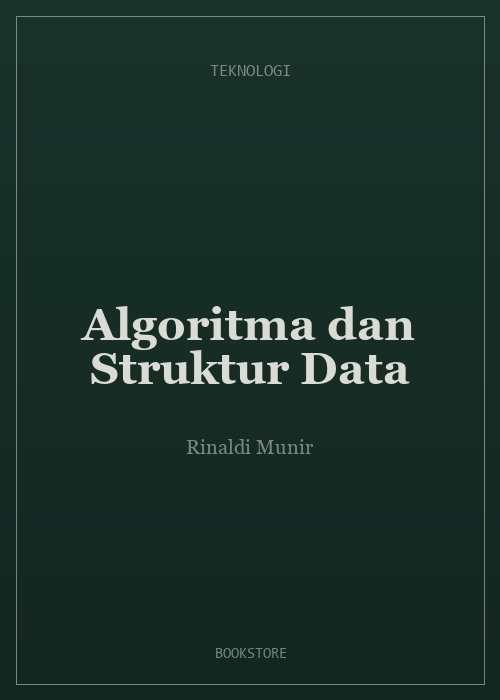 TEKNOLOGI
Algoritma dan
Struktur Data
Rinaldi Munir
BOOKSTORE